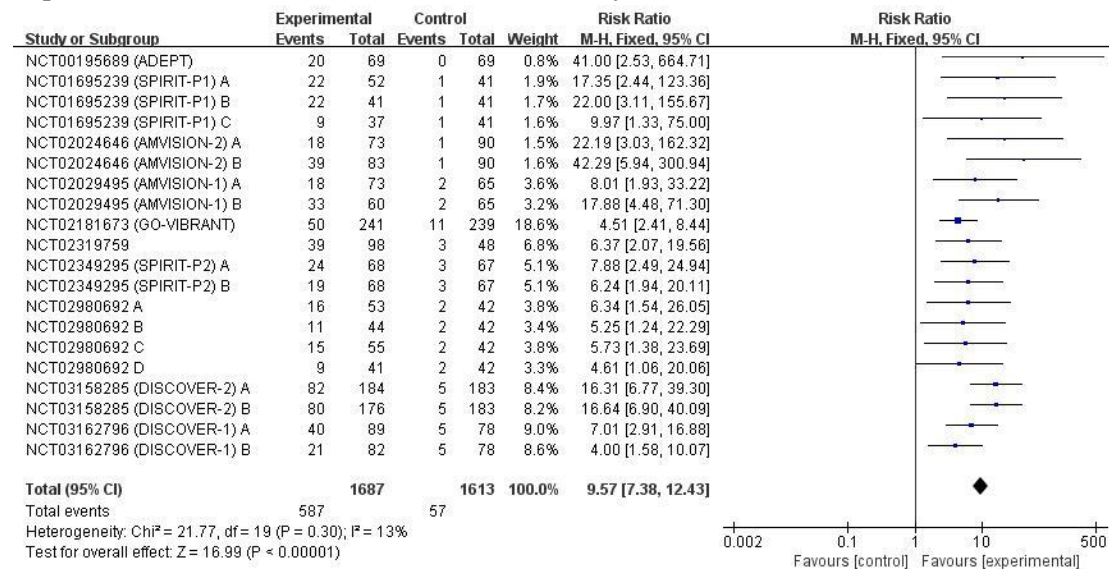 Experimental Control Risk Ratio Risk Ratio
Study or Subgroup Events Total Events Total Weight M-H, Fixed, 95% CI M-H, Fixed, 95% CI
NCT00195689 (ADEPT) 20 69 0 69 0.8% 41.00 [2.53, 664.71]
NCT01695239 (SPIRIT-P1) A 22 52 1 41 1.9% 17.35 [2.44, 123.36]
NCT01695239 (SPIRIT-P1) B 22 41 1 41 1.7% 22.00 [3.11, 155.67]
NCT01695239 (SPIRIT-P1) C 9 37 1 41 1.6% 9.97 [1.33, 75.00]
NCT02024646 (AMVISION-2) A 18 73 1 90 1.5% 22.19 [3.03, 162.32]
NCT02024646 (AMVISION-2) B 39 83 1 90 1.6% 42.29 [5.94, 300.94]
NCT02029495 (AMVISION-1) A 18 73 2 65 3.6% 8.01 [1.93, 33.22]
NCT02029495 (AMVISION-1) B 33 60 2 65 3.2% 17.88 [4.48, 71.30]
NCT02181673 (GO-VIBRANT) 50 241 11 239 18.6% 4.51 [2.41, 8.44]
NCT02319759 39 98 3 48 6.8% 6.37 [2.07, 19.56]
NCT02349295 (SPIRIT-P2) A 24 68 3 67 5.1% 7.88 [2.49, 24.94]
NCT02349295 (SPIRIT-P2) B 19 68 3 67 5.1% 6.24 [1.94, 20.11]
NCT02980692 A 16 53 2 42 3.8% 6.34 [1.54, 26.05]
NCT02980692 B 11 44 2 42 3.4% 5.25 [1.24, 22.29]
NCT02980692 C 15 55 2 42 3.8% 5.73 [1.38, 23.69]
NCT02980692 D 9 41 2 42 3.3% 4.61 [1.06, 20.06]
NCT03158285 (DISCOVER-2) A 82 184 5 183 8.4% 16.31 [6.77, 39.30]
NCT03158285 (DISCOVER-2) B 80 176 5 183 8.2% 16.64 [6.90, 40.09]
NCT03162796 (DISCOVER-1) A 40 89 5 78 9.0% 7.01 [2.91, 16.88]
NCT03162796 (DISCOVER-1) B 21 82 5 78 8.6% 4.00 [1.58, 10.07]
Total (95% CI) 1687 1613 100.0% 9.57 [7.38, 12.43]
Total events 587 57
Heterogeneity: Chi² = 21.77, df = 19 (P = 0.30); I² = 13%
Test for overall effect: Z = 16.99 (P < 0.00001)
0.002 0.1 1 10 500
Favours [control] Favours [experimental]